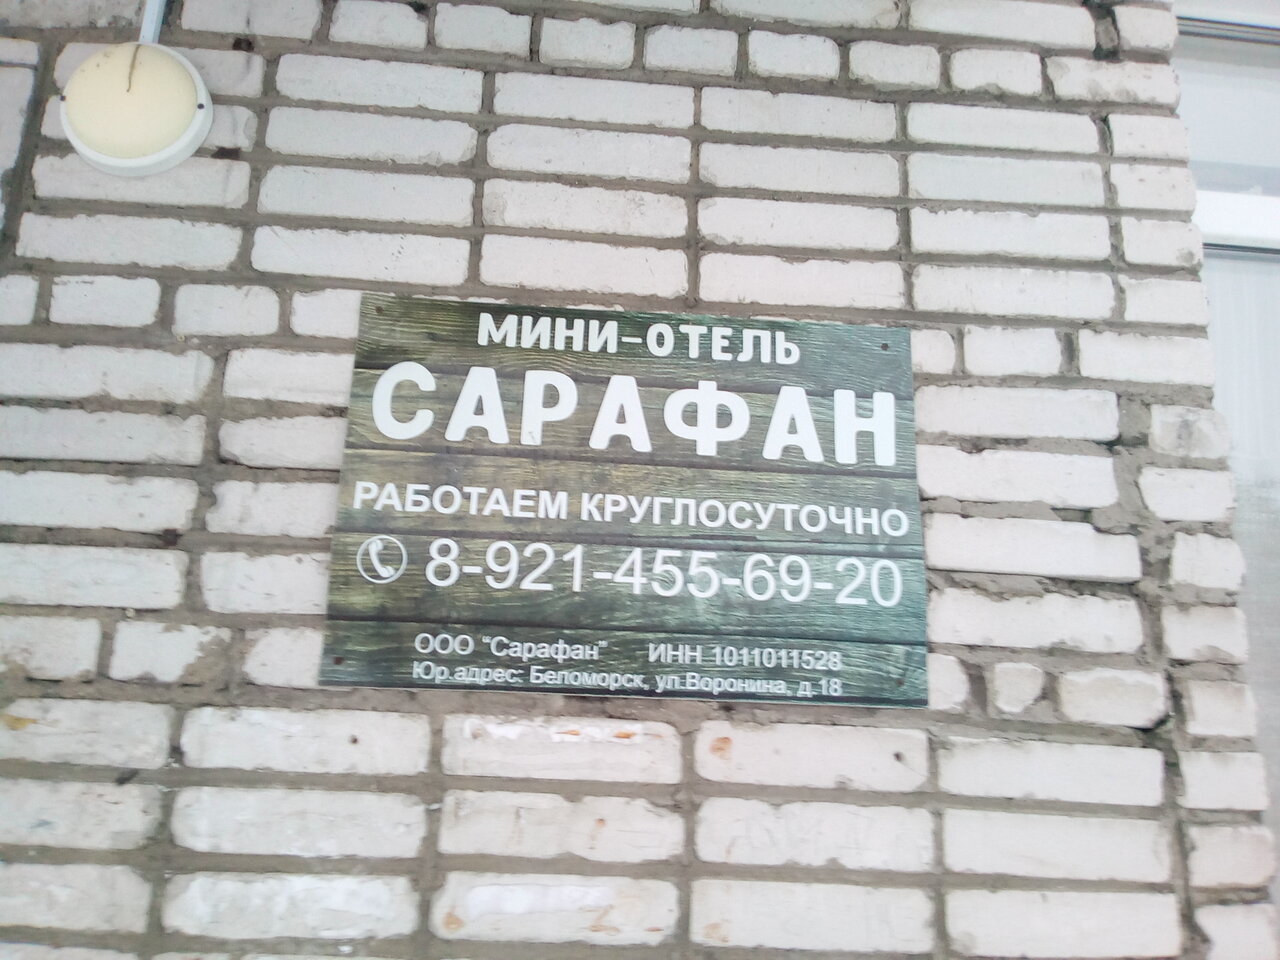 МИНИ-ОТЕЛЬ
САРАФАН
РАБОТАЕМ КРУГЛОСУТОЧНО
8-921-455-69-20
ООО "Сарафан" ИНН 1011011528
Юр.адрес: Беломорск, ул.Воронина, д.18